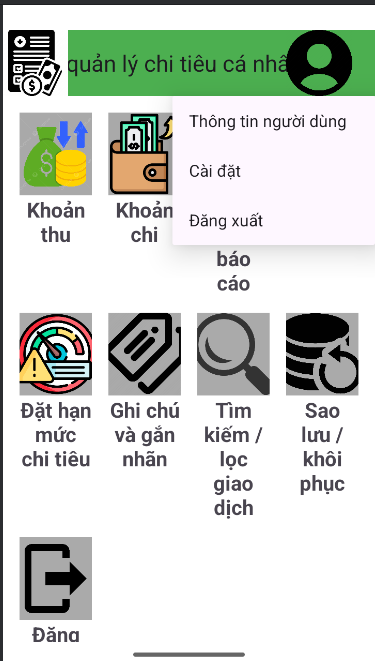 quản lý chi tiêu cá nhâ
Thông tin người dùng
Cài đặt
Đăng xuất
Khoản
thu
Khoản
chi
báo
cáo
Đặt hạn
mức
chi tiêu
Ghi chú
và gắn
nhãn
Tìm
kiếm /
lọc
giao
dịch
Sao
lưu /
khôi
phục
Đăng